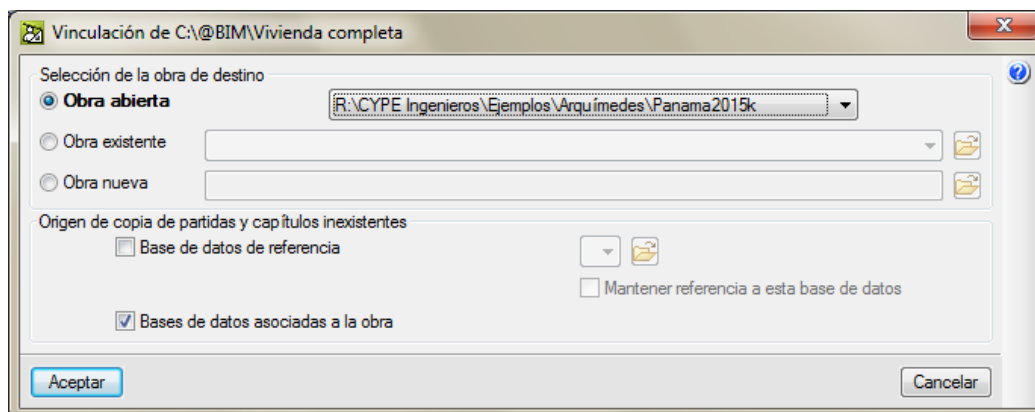 Vinculación de C:\@BIM\Vivienda completa
Selección de la obra de destino
Obra abierta R:\CYPE Ingenieros\Ejemplos\Arquímedes\Panama2015k
Obra existente
Obra nueva
Origen de copia de partidas y capítulos inexistentes
Base de datos de referencia
Mantener referencia a esta base de datos
Bases de datos asociadas a la obra
Aceptar Cancelar